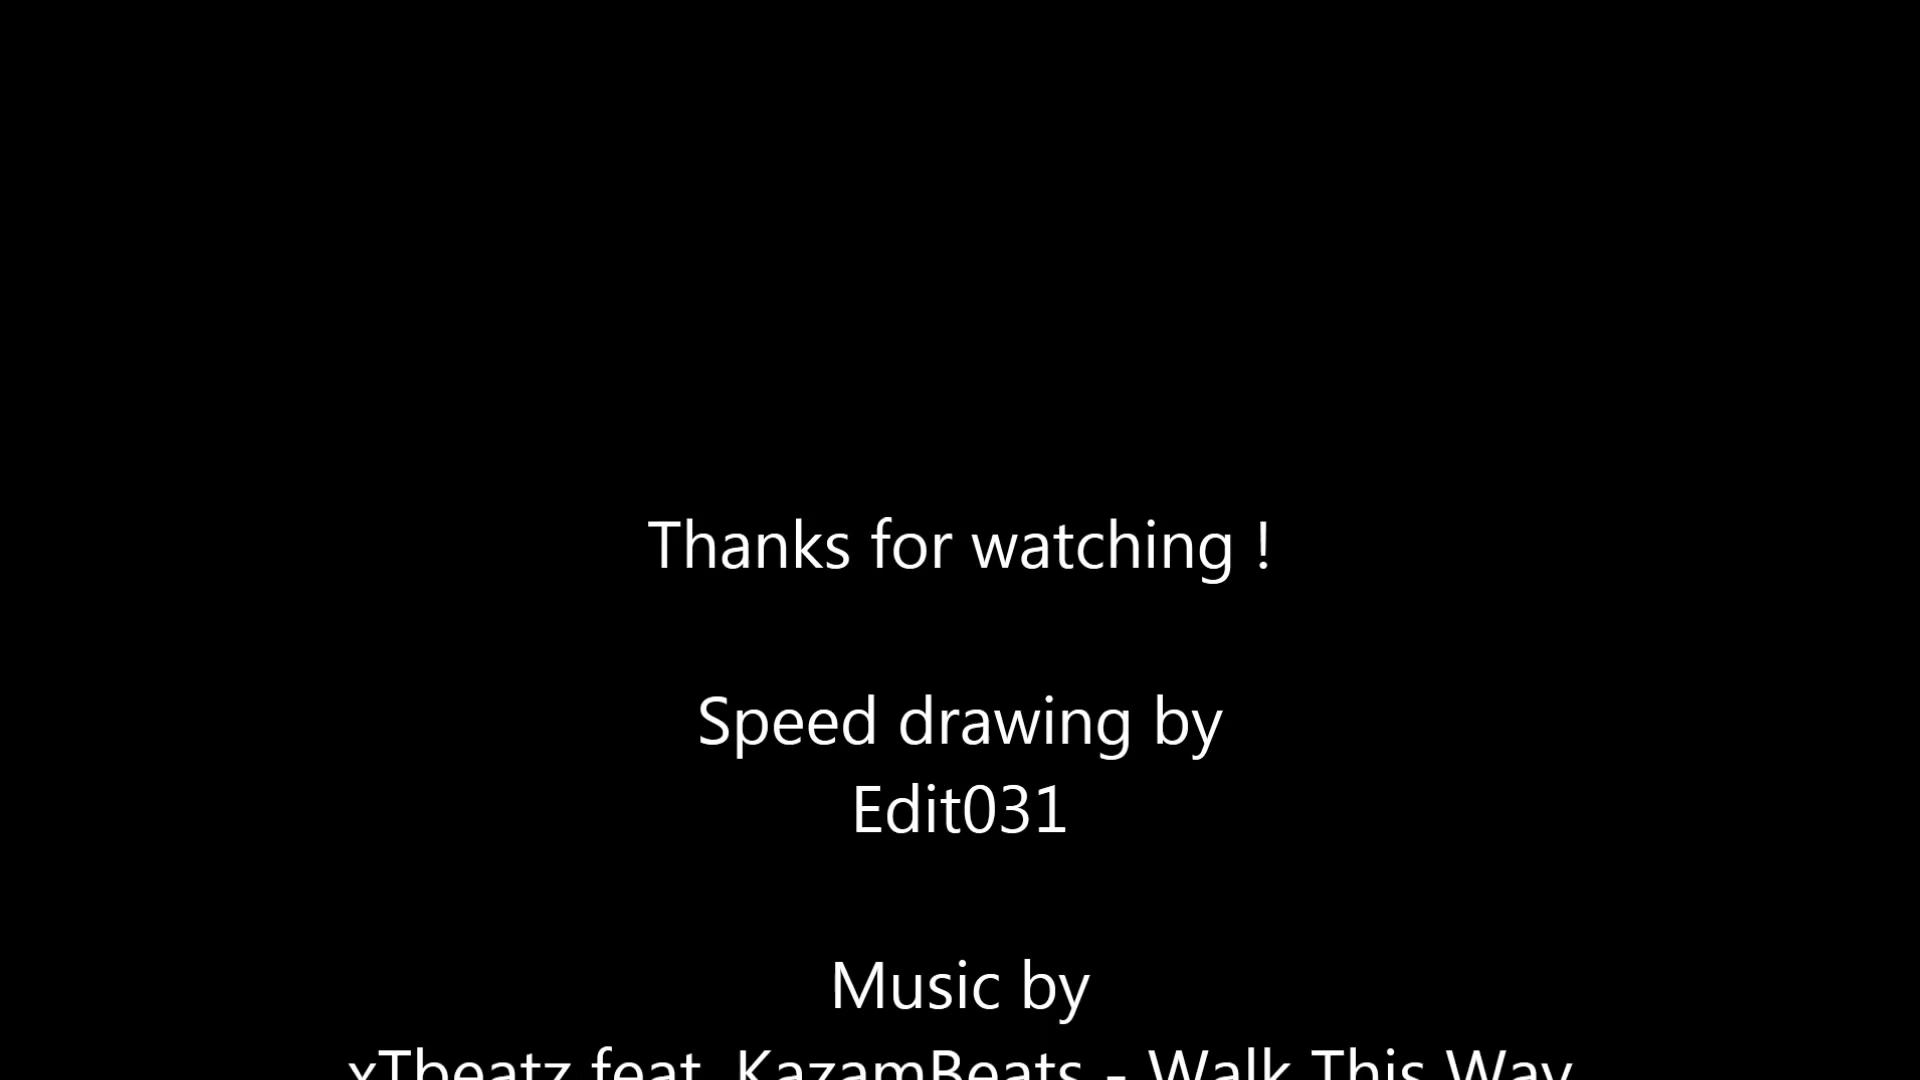 Thanks for watching !
Speed drawing by
Edit031
Music by
xTbeatz feat. KazamBeats - Walk This Way